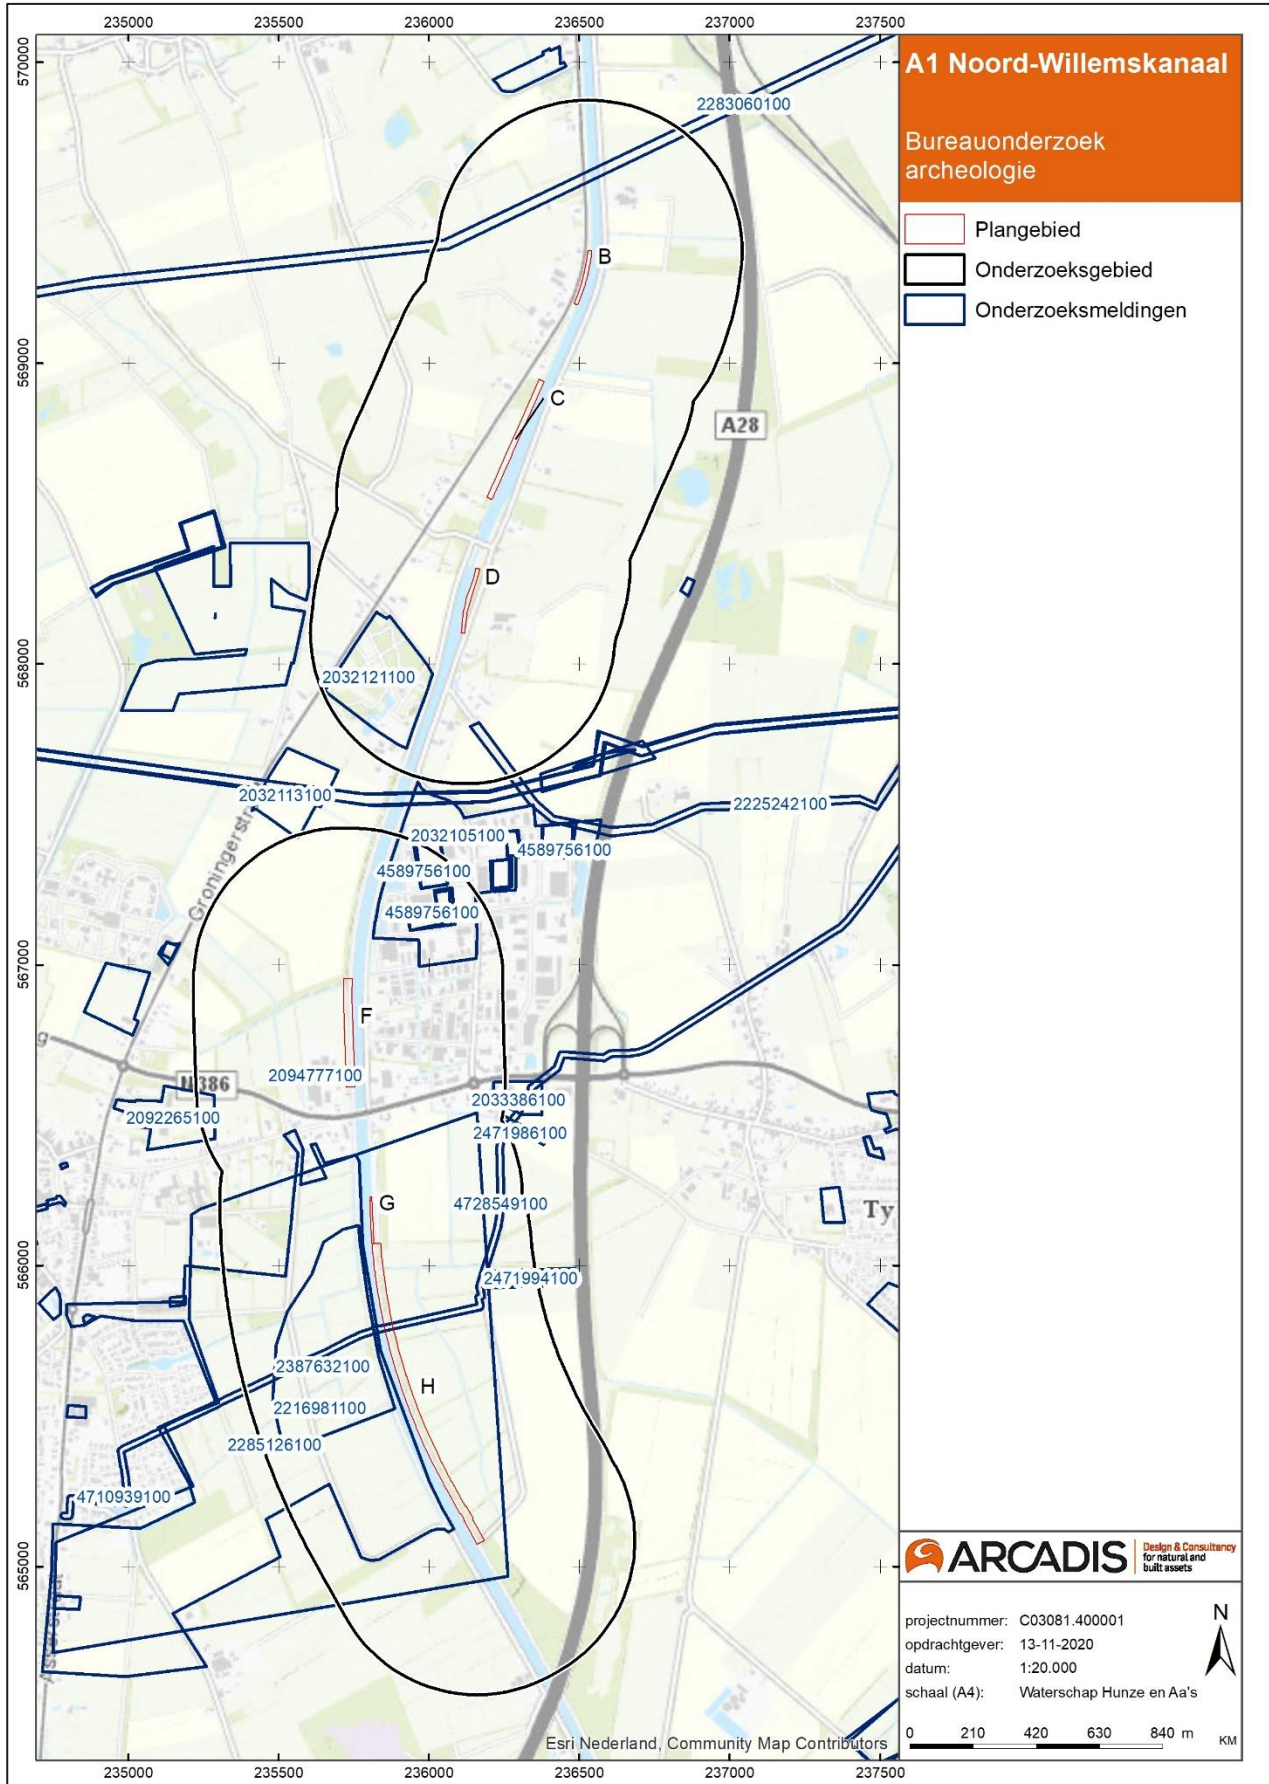 235000 235500 236000 236500 237000 237500
570000
569000
568000
567000
566000
565000
2283060100
B
C
A28
D
2032121100
2032113100
2225242100
2032105100
4589756100
4589756100
4589756100
Groningerstr
F
2094777100
N386
2092265100
2033386100
2471986100
G
4728549100
Ty
2471994100
2387632100
H
2216981100
2285126100
4710939100
Esri Nederland, Community Map Contributors
235000 235500 236000 236500 237000 237500
A1 Noord-Willemskanaal
Bureauonderzoek
archeologie
Plangebied
Onderzoeksgebied
Onderzoeksmeldingen
ARCADIS
Design & Consultancy
for natural and
built assets
projectnummer: C03081.400001
opdrachtgever: 13-11-2020
datum: 1:20.000
schaal (A4): Waterschap Hunze en Aa's
N
0 210 420 630 840 m
KM